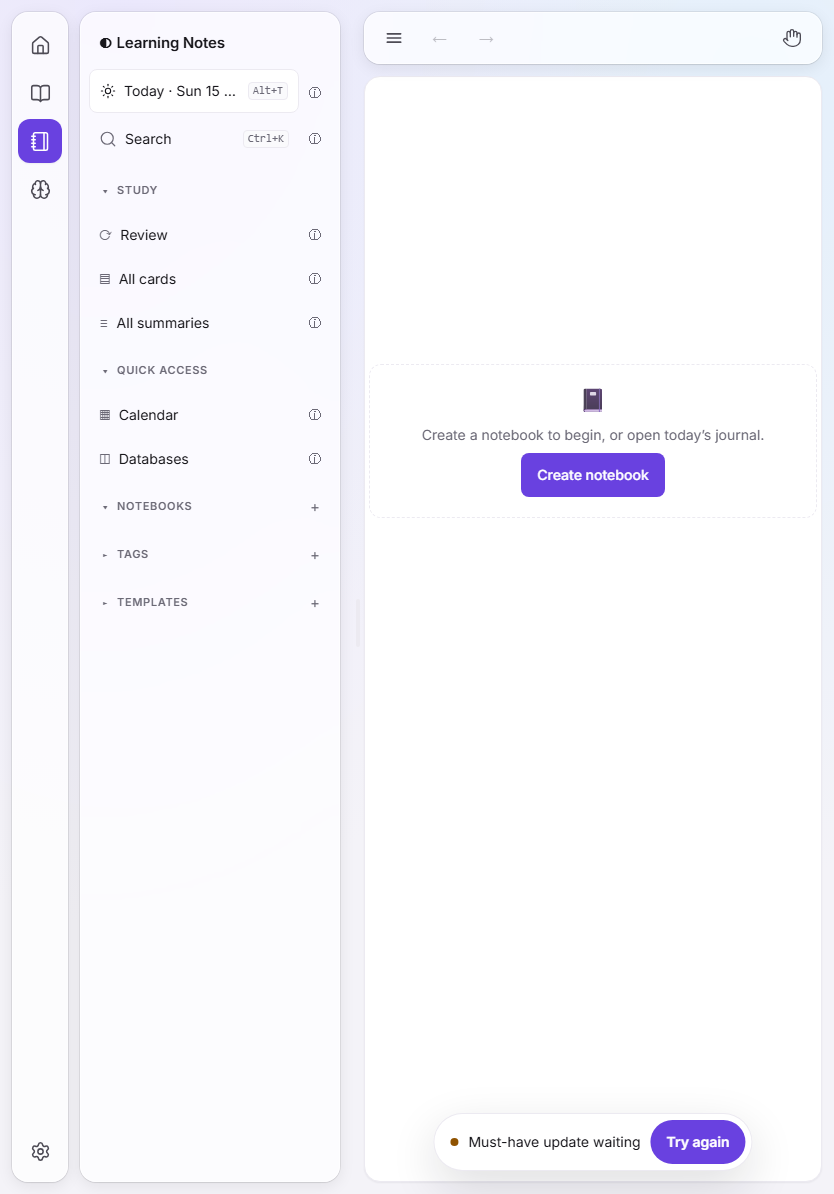 Learning Notes
Today · Sun 15 ... Alt+T
Search Ctrl+K
STUDY
Review
All cards
All summaries
QUICK ACCESS
Calendar
Databases
NOTEBOOKS +
TAGS +
TEMPLATES +
Create a notebook to begin, or open today’s journal.
Create notebook
Must-have update waiting Try again